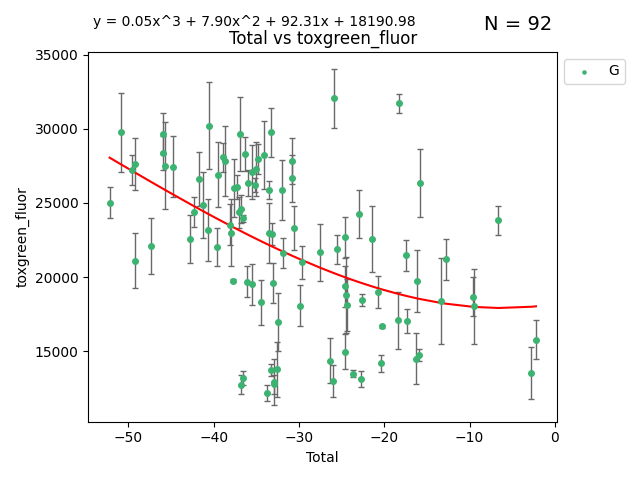 y = 0.05x^3 + 7.90x^2 + 92.31x + 18190.98
N = 92
Total vs toxgreen_fluor
G
35000
30000
25000
20000
15000
toxgreen_fluor
−50
−40
−30
−20
−10
0
Total